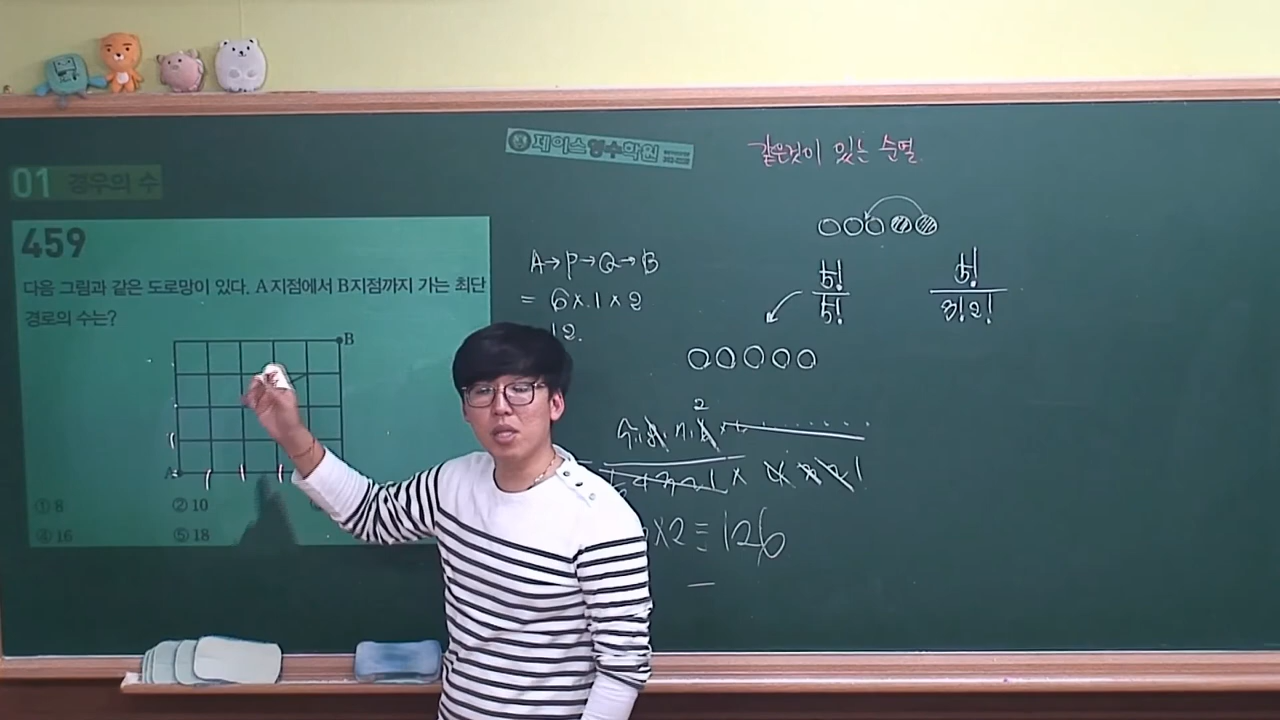 제이스영수학원
같은것이 있는 순열
01 경우의 수
459
다음 그림과 같은 도로망이 있다. A지점에서 B지점까지 가는 최단
경로의 수는?
B
A
① 8
② 10
④ 16
⑤ 18
A→P→Q→B
= 6×1×2
12.
5!
5!
5!
3!2!
2
×2 = 126